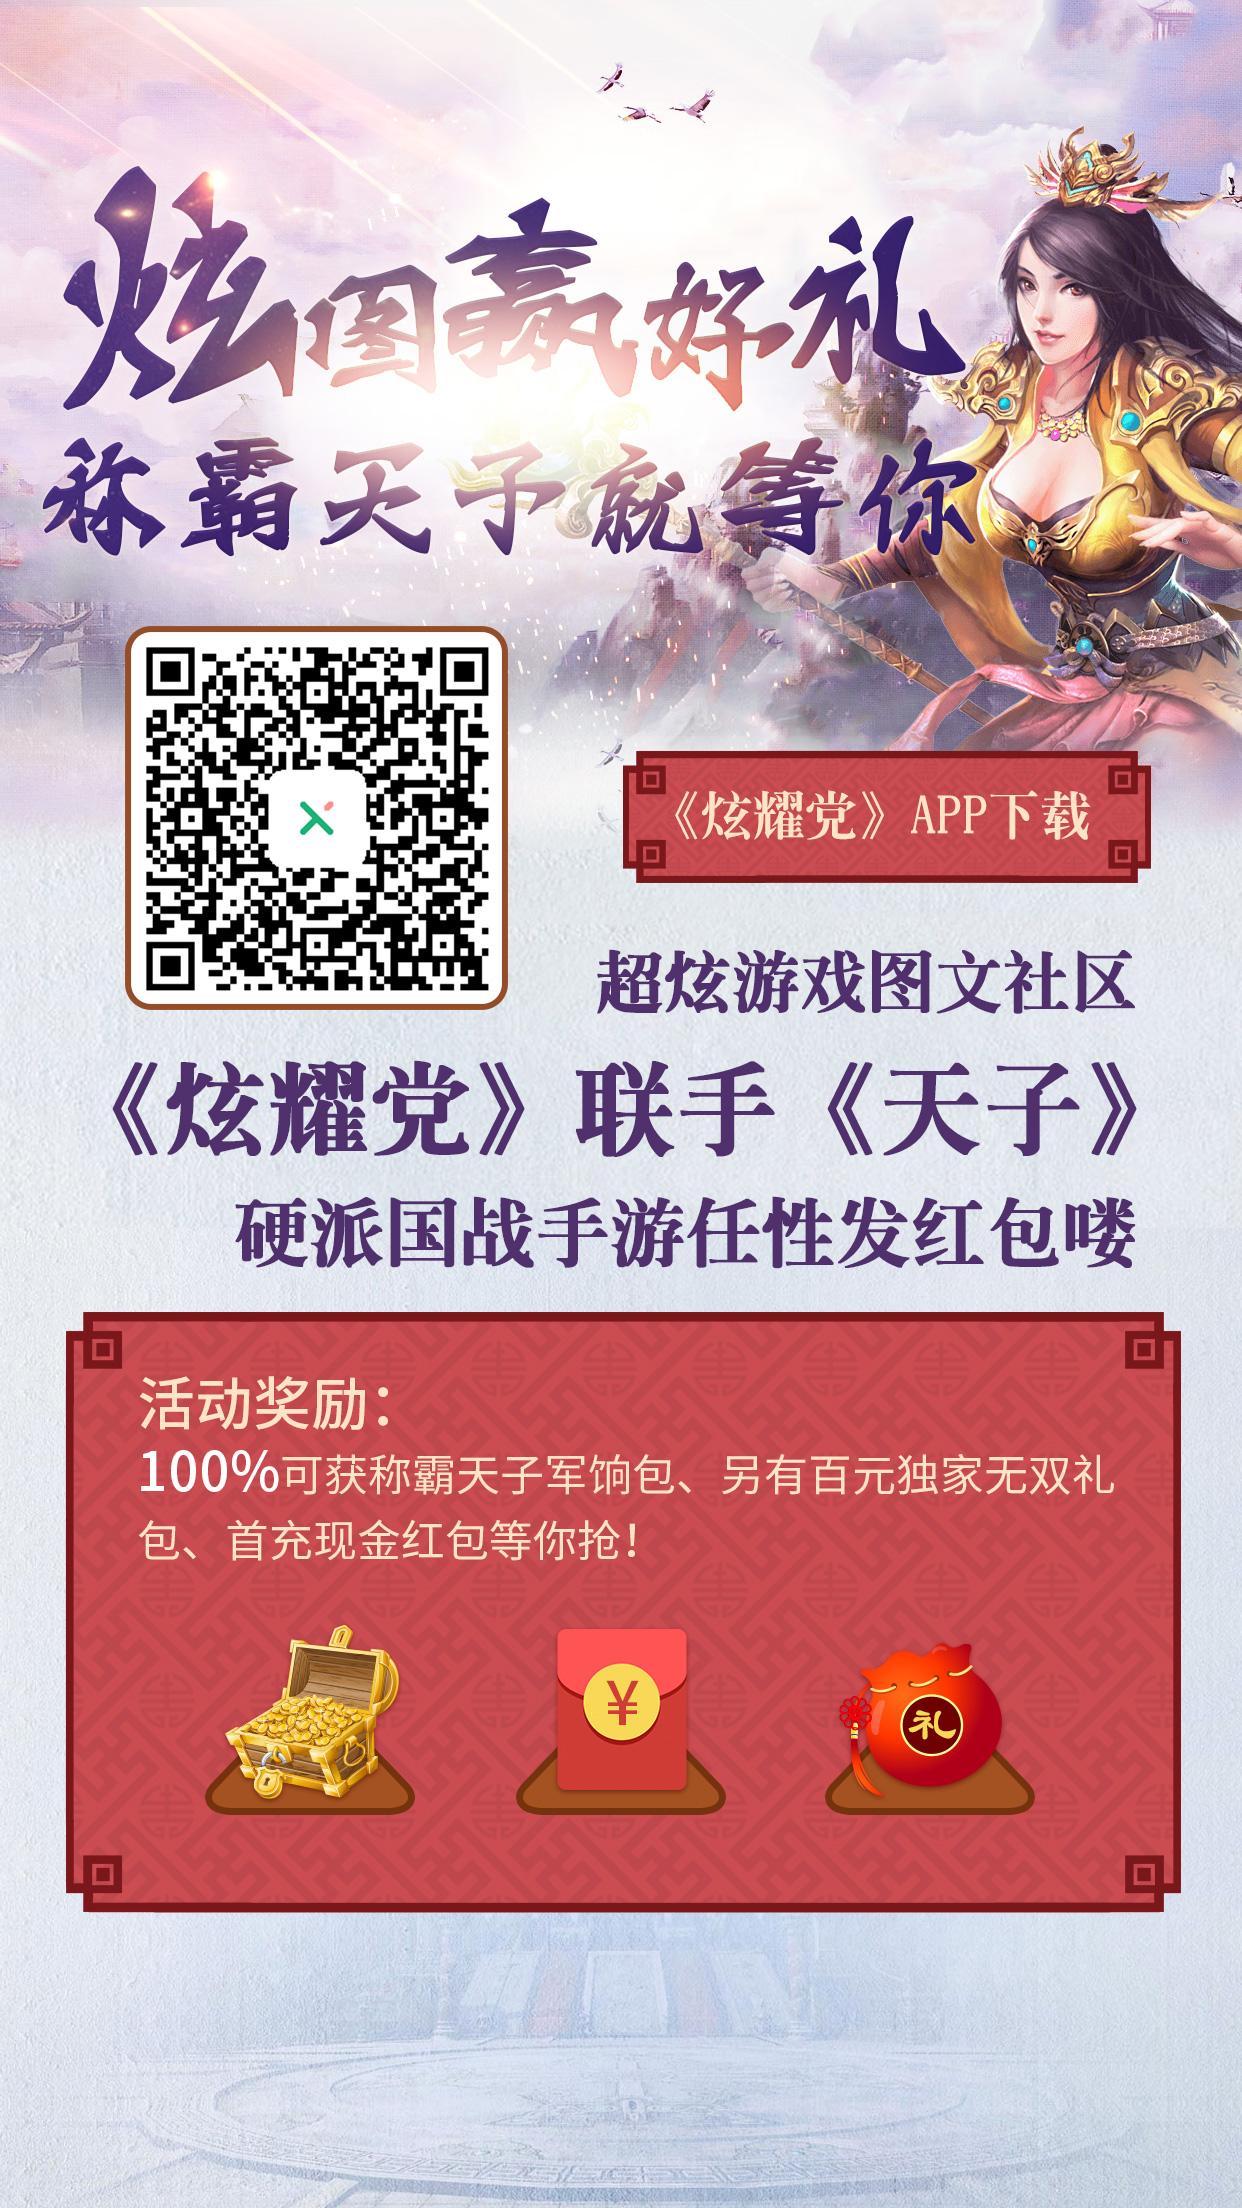 炫图赢好礼
称霸天子就等你
《炫耀党》APP下载
超炫游戏图文社区
《炫耀党》联手《天子》
硬派国战手游任性发红包喽
活动奖励：
100%可获称霸天子军饷包、另有百元独家无双礼
包、首充现金红包等你抢！
¥
礼